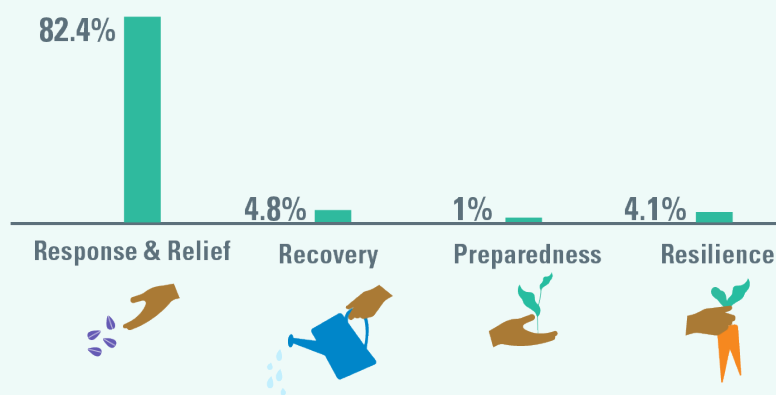 82.4%
4.8%
1%
4.1%
Response & Relief
Recovery
Preparedness
Resilience